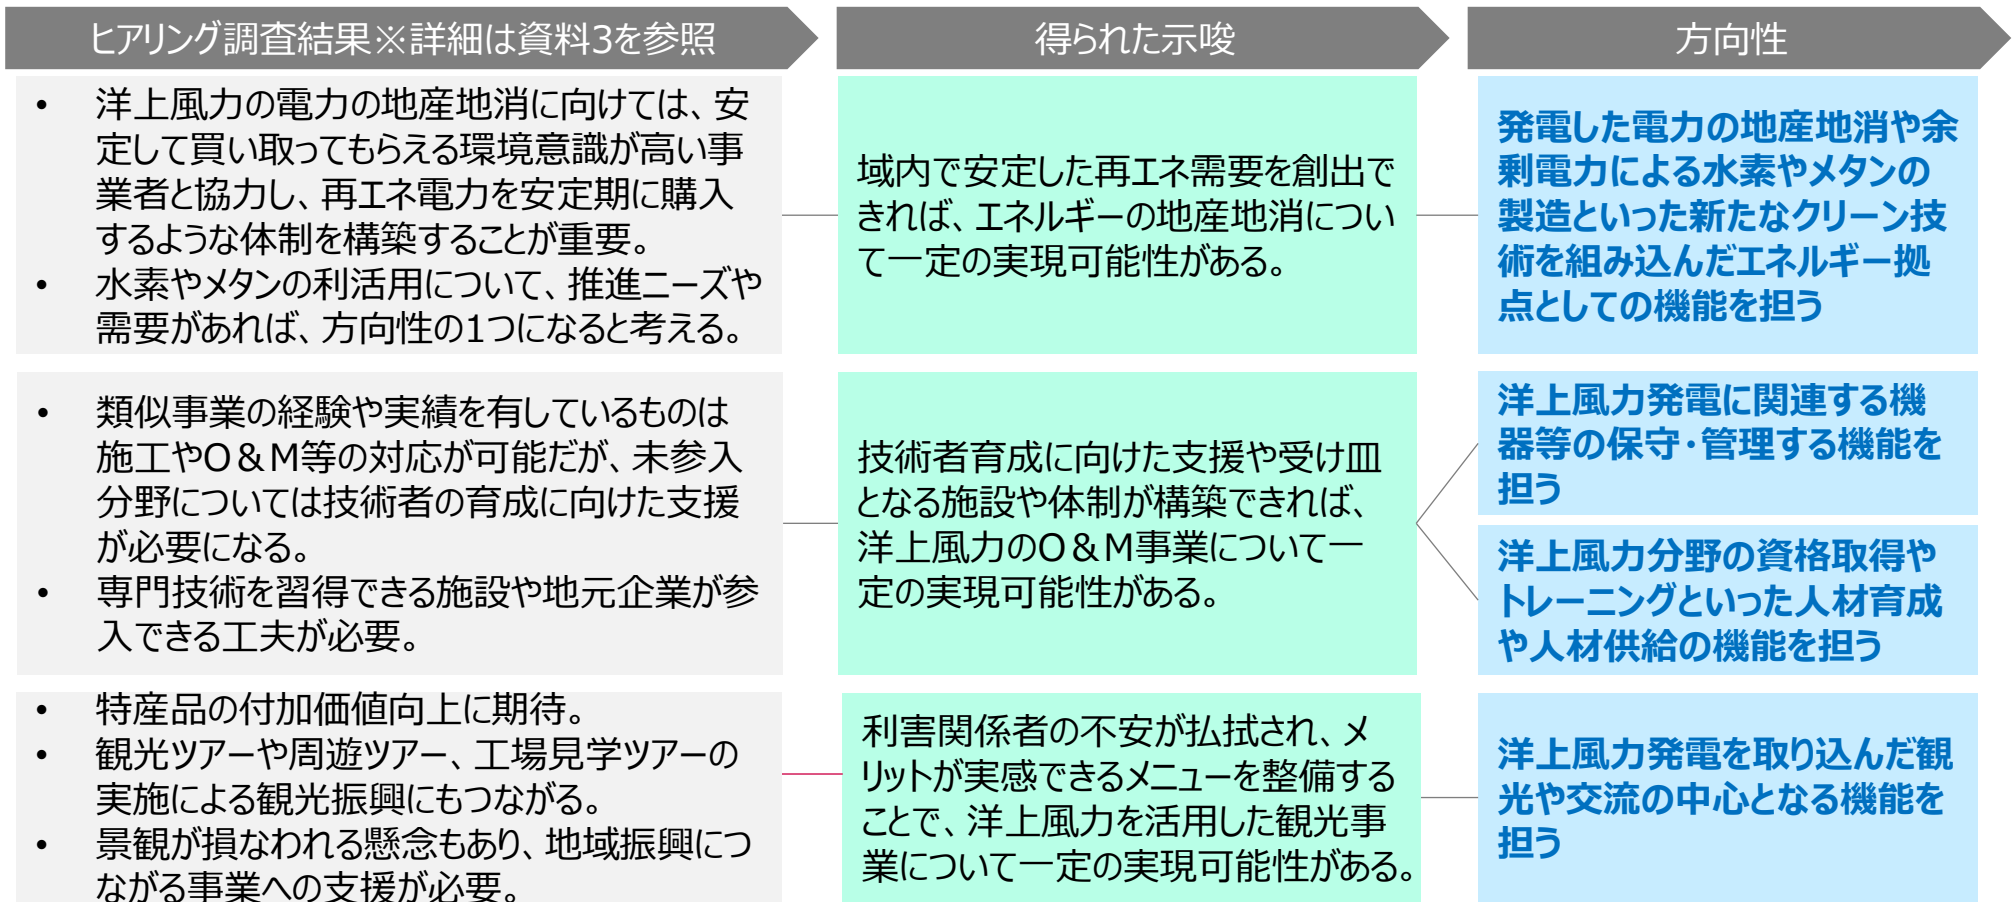 ヒアリング調査結果※詳細は資料3を参照
得られた示唆
方向性
• 洋上風力の電力の地産地消に向けては、安
定して買い取ってもらえる環境意識が高い事
業者と協力し、再エネ電力を安定期に購入
するような体制を構築することが重要。
• 水素やメタンの利活用について、推進ニーズや
需要があれば、方向性の1つになると考える。
域内で安定した再エネ需要を創出で
きれば、エネルギーの地産地消につい
て一定の実現可能性がある。
発電した電力の地産地消や余
剰電力による水素やメタンの
製造といった新たなクリーン技
術を組み込んだエネルギー拠
点としての機能を担う
• 類似事業の経験や実績を有しているものは
施工やO＆M等の対応が可能だが、未参入
分野については技術者の育成に向けた支援
が必要になる。
• 専門技術を習得できる施設や地元企業が参
入できる工夫が必要。
技術者育成に向けた支援や受け皿
となる施設や体制が構築できれば、
洋上風力のO＆M事業について一
定の実現可能性がある。
洋上風力発電に関連する機
器等の保守・管理する機能を
担う
洋上風力分野の資格取得や
トレーニングといった人材育成
や人材供給の機能を担う
• 特産品の付加価値向上に期待。
• 観光ツアーや周遊ツアー、工場見学ツアーの
実施による観光振興にもつながる。
• 景観が損なわれる懸念もあり、地域振興につ
ながる事業への支援が必要。
利害関係者の不安が払拭され、メ
リットが実感できるメニューを整備する
ことで、洋上風力を活用した観光事
業について一定の実現可能性がある。
洋上風力発電を取り込んだ観
光や交流の中心となる機能を
担う